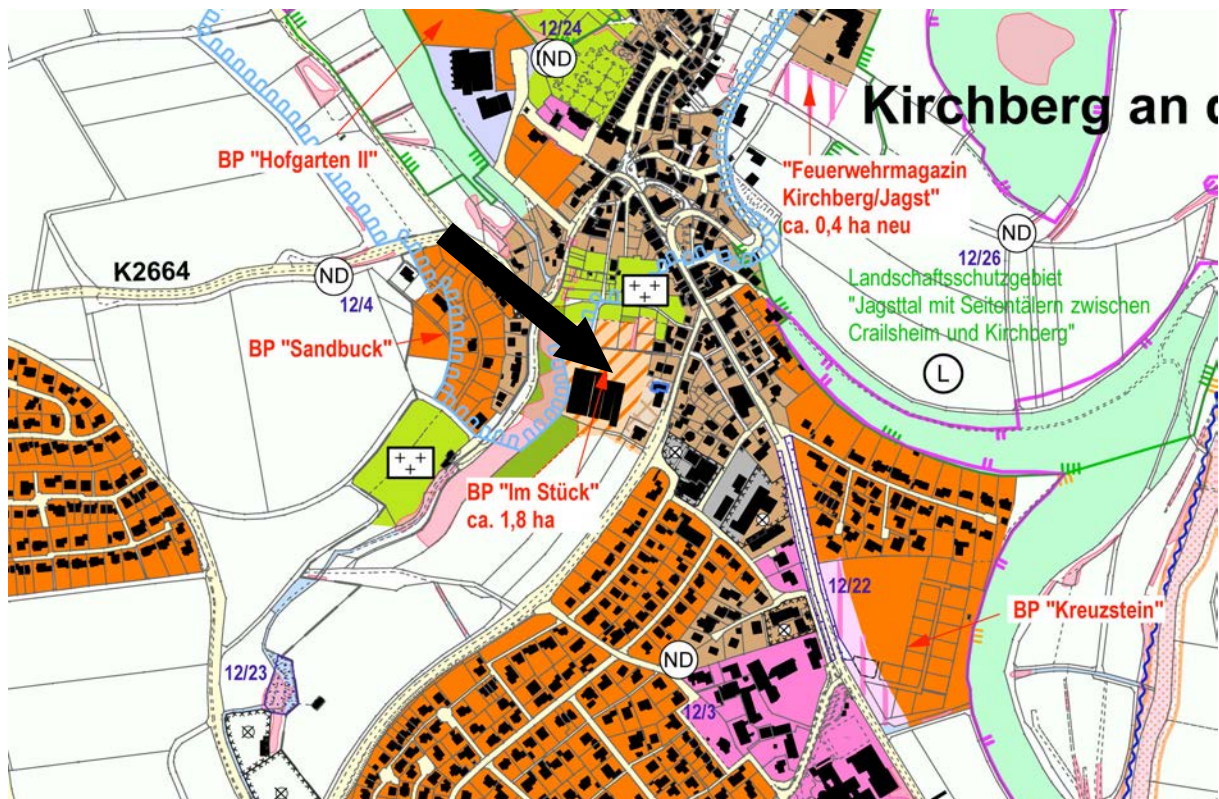 12/24
ND
Kirchberg an d
BP "Hofgarten II"
"Feuerwehrmagazin
Kirchberg/Jagst"
ca. 0,4 ha neu
ND
12/26
K2664
ND
12/4
Landschaftsschutzgebiet
"Jagsttal mit Seitentälern zwischen
Crailsheim und Kirchberg"
BP "Sandbuck"
L
BP "Im Stück"
ca. 1,8 ha
12/22
BP "Kreuzstein"
ND
12/23
12/3